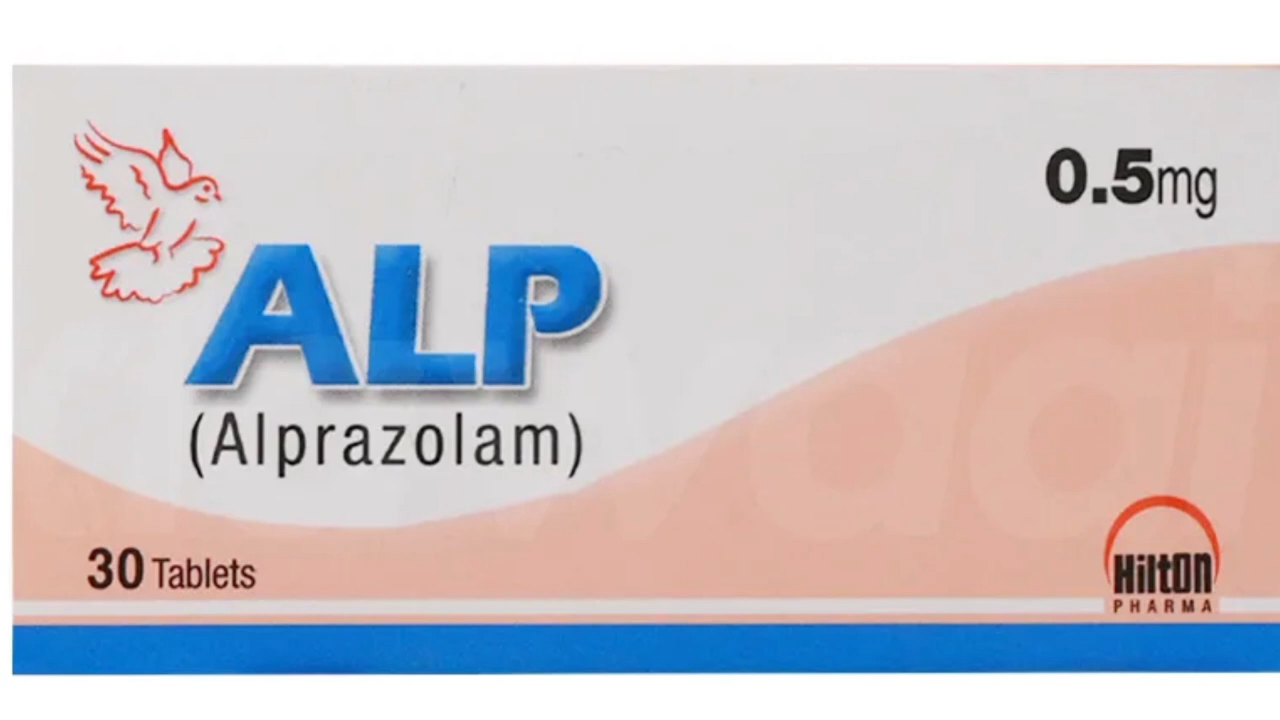 0.5mg
ALP
(Alprazolam)
30 Tablets
HiltOn
PHARMA